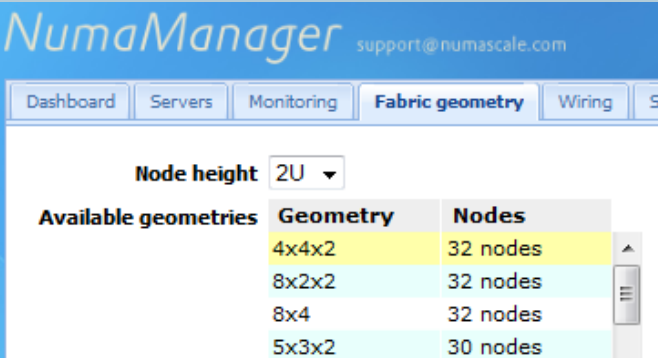 NumaManager support@numascale.com
Dashboard Servers Monitoring Fabric geometry Wiring S
Node height 2U
Available geometries Geometry Nodes
4x4x2 32 nodes
8x2x2 32 nodes
8x4 32 nodes
5x3x2 30 nodes